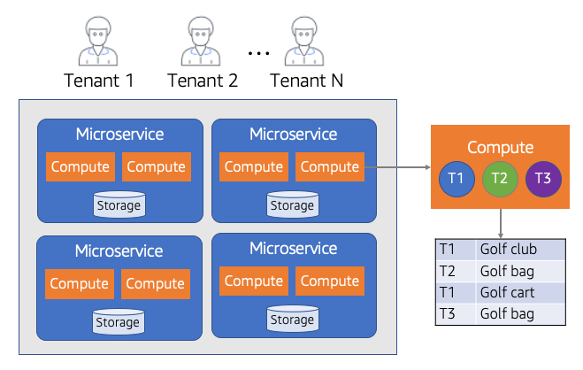 Tenant 1
Tenant 2
...
Tenant N
Microservice
Compute
Compute
Storage
Microservice
Compute
Compute
Storage
Microservice
Compute
Compute
Storage
Microservice
Compute
Compute
Storage
Compute
T1
T2
T3
T1 Golf club
T2 Golf bag
T1 Golf cart
T3 Golf bag